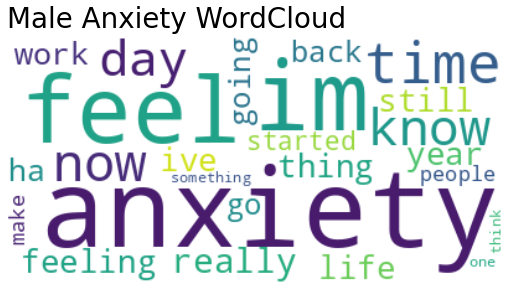 Male Anxiety WordCloud
work
day
going
back
time
feel
im
still
know
started
year
ha
now
ive
thing
people
something
anxiety
go
make
think
feeling
really
life
one